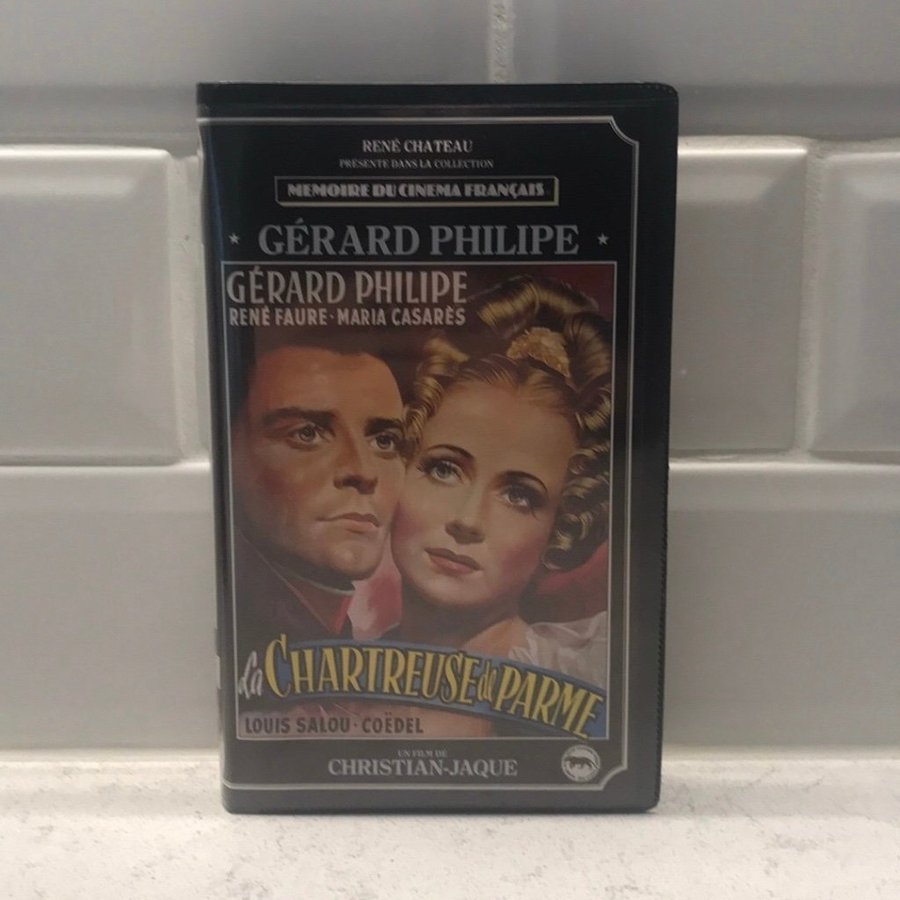 RENÉ CHATEAU
PRÉSENTE DANS LA COLLECTION
MEMOIRE DU CINEMA FRANÇAIS
GÉRARD PHILIPE
GÉRARD PHILIPE
RENÉ FAURE · MARIA CASARÈS
La CHARTREUSE de PARME
LOUIS SALOU · COËDEL
UN FILM DE
CHRISTIAN-JAQUE